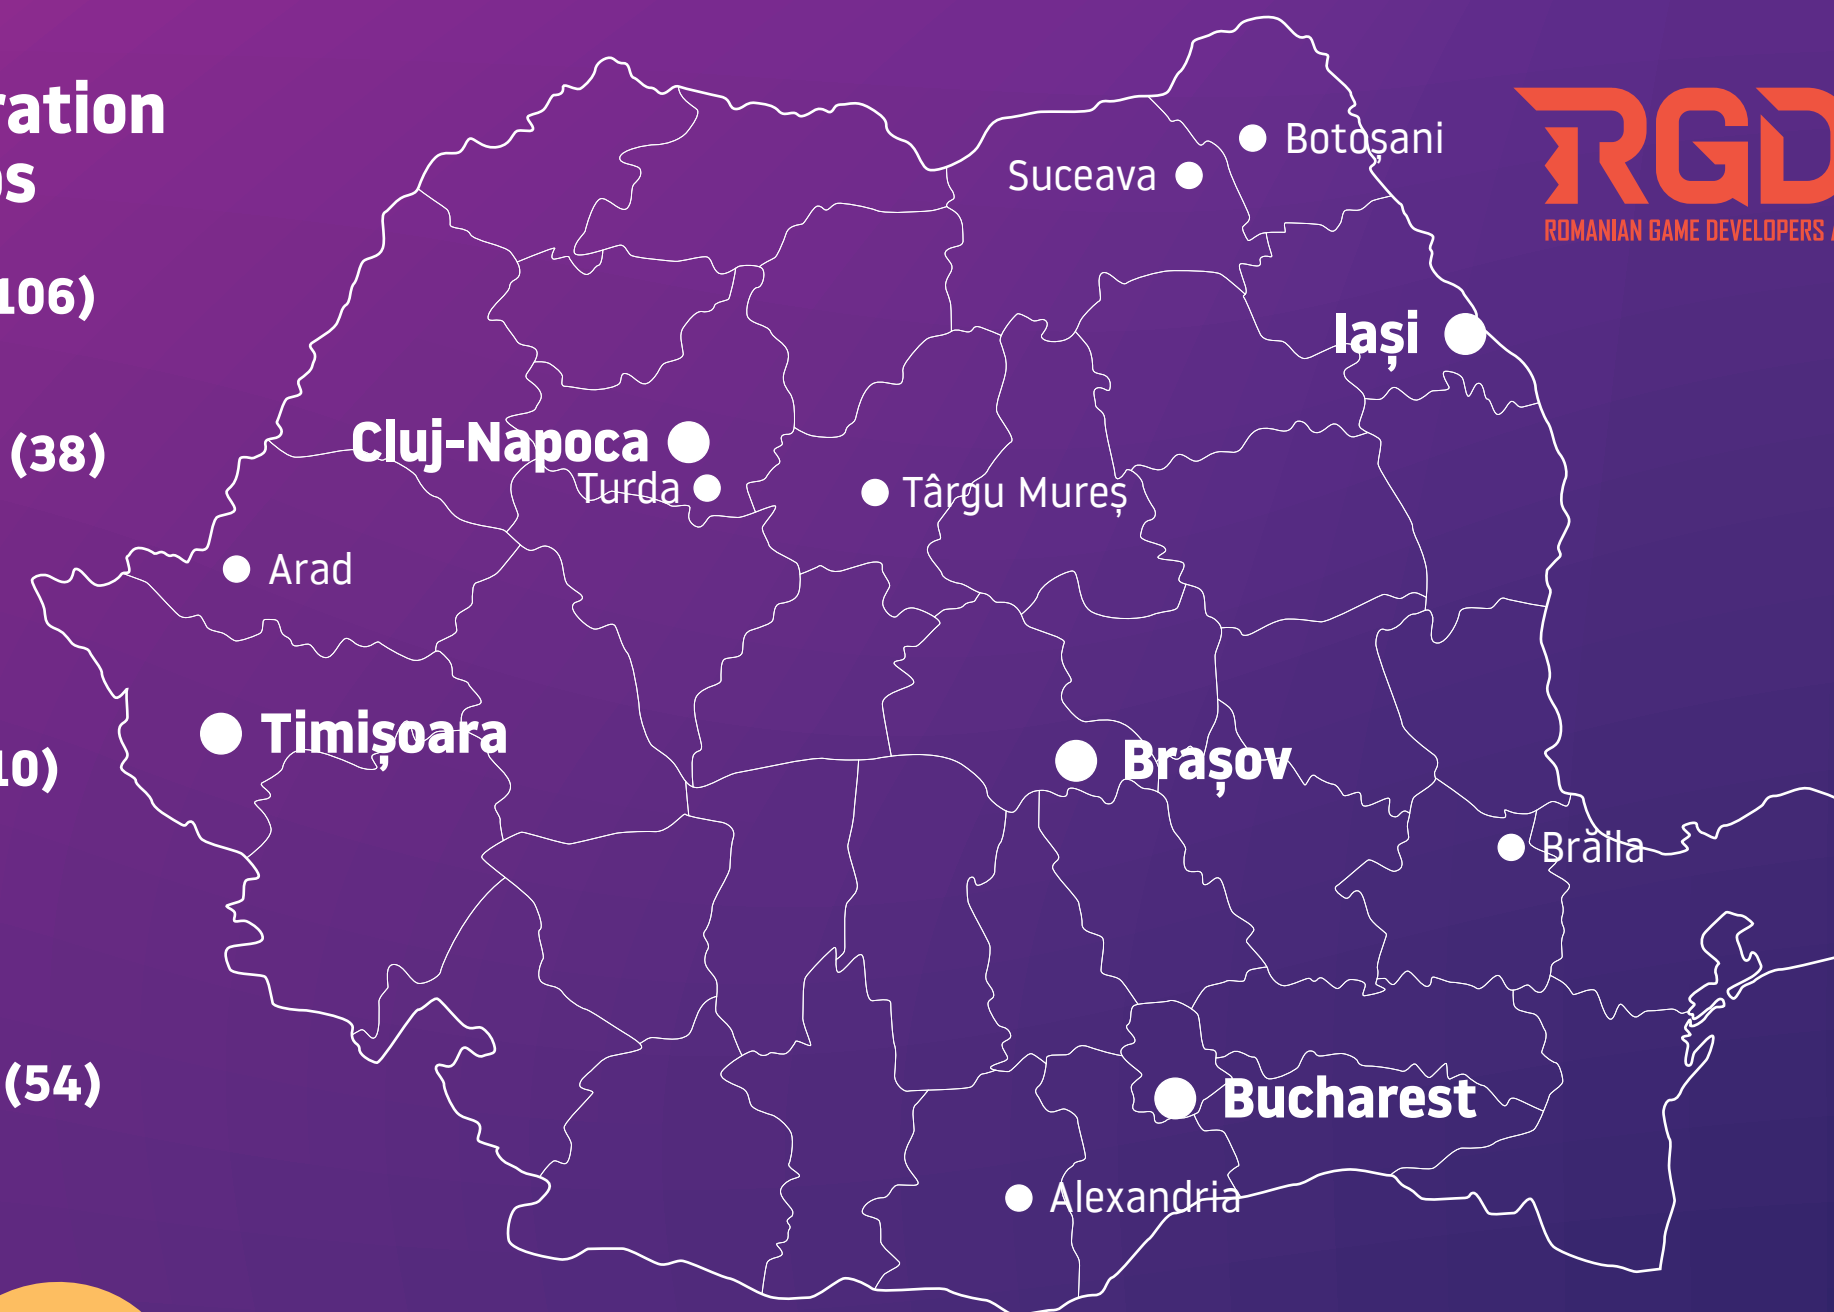 ration
os
106)
(38)
10)
(54)
Botoșani
Suceava
RGD
ROMANIAN GAME DEVELOPERS A
Iași
Cluj-Napoca
Turda
Târgu Mureș
Arad
Timișoara
Brașov
Brăila
Bucharest
Alexandria